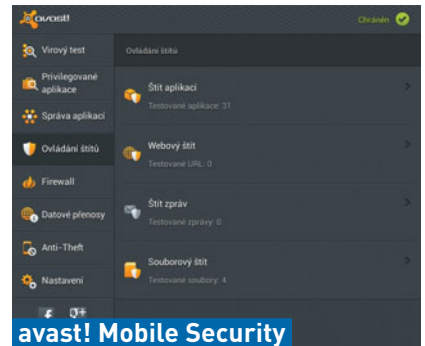 avast!
Chráněn
Virový test
Ovládání štítů
Privilegované
aplikace
Správa aplikací
Ovládání štítů
Firewall
Datové přenosy
Anti-Theft
Nastavení
Štít aplikací
Testované aplikace: 31
Webový štít
Testované URL: 0
Štít zpráv
Testované zprávy: 0
Souborový štít
Testované soubory: 4
avast! Mobile Security